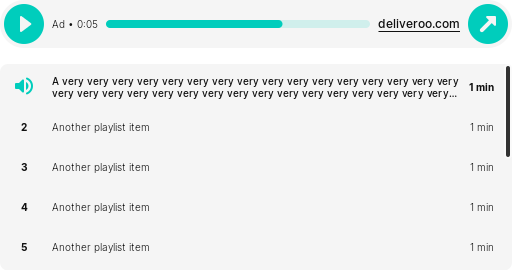 Ad • 0:05
deliveroo.com
A very very very very very very very very very very very very very very very very
very very very very very very very very very very very very very very very very...
1 min
2 Another playlist item 1 min
3 Another playlist item 1 min
4 Another playlist item 1 min
5 Another playlist item 1 min